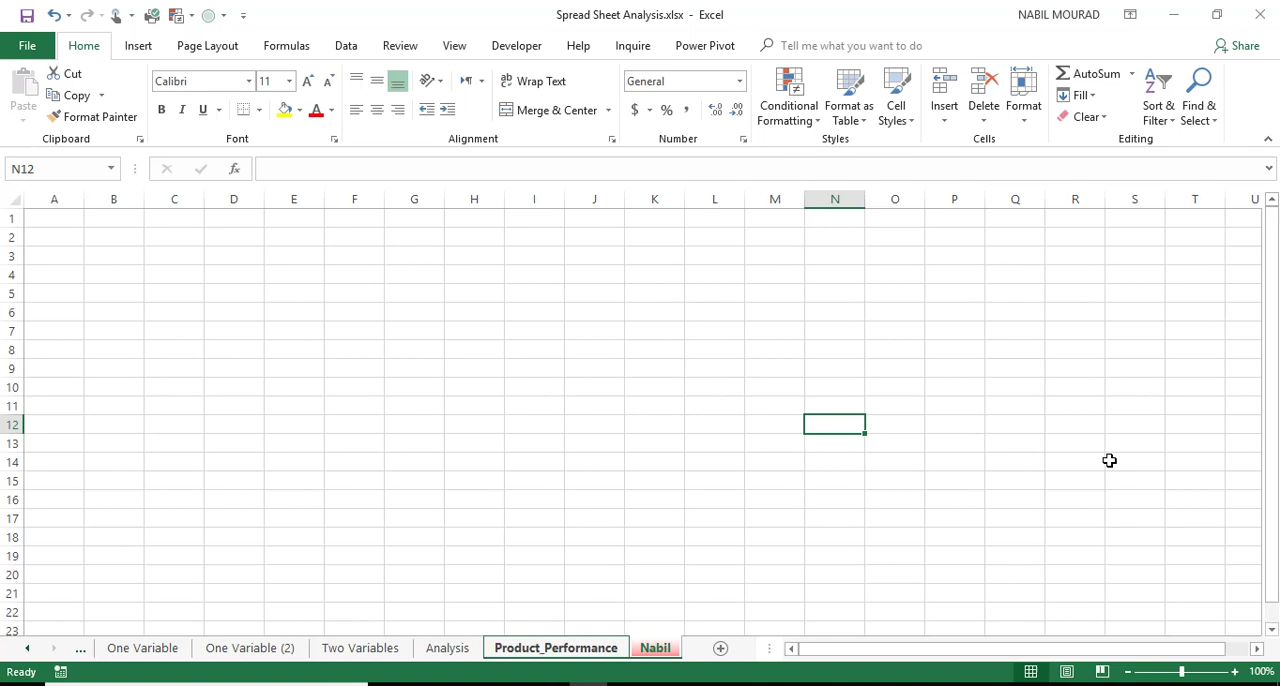 Spread Sheet Analysis.xlsx - Excel
NABIL MOURAD
File Home Insert Page Layout Formulas Data Review View Developer Help Inquire Power Pivot Tell me what you want to do Share
Paste
Cut
Copy
Format Painter
Clipboard
Calibri 11
B I U
Font
Wrap Text
Merge & Center
Alignment
General
$ % ,
Number
Conditional Formatting
Format as Table
Cell Styles
Styles
Insert
Delete
Format
Cells
AutoSum
Fill
Clear
Sort & Filter
Find & Select
Editing
N12
fx
A B C D E F G H I J K L M N O P Q R S T U
1
2
3
4
5
6
7
8
9
10
11
12
13
14
15
16
17
18
19
20
21
22
23
... One Variable One Variable (2) Two Variables Analysis Product_Performance Nabil
Ready
100%